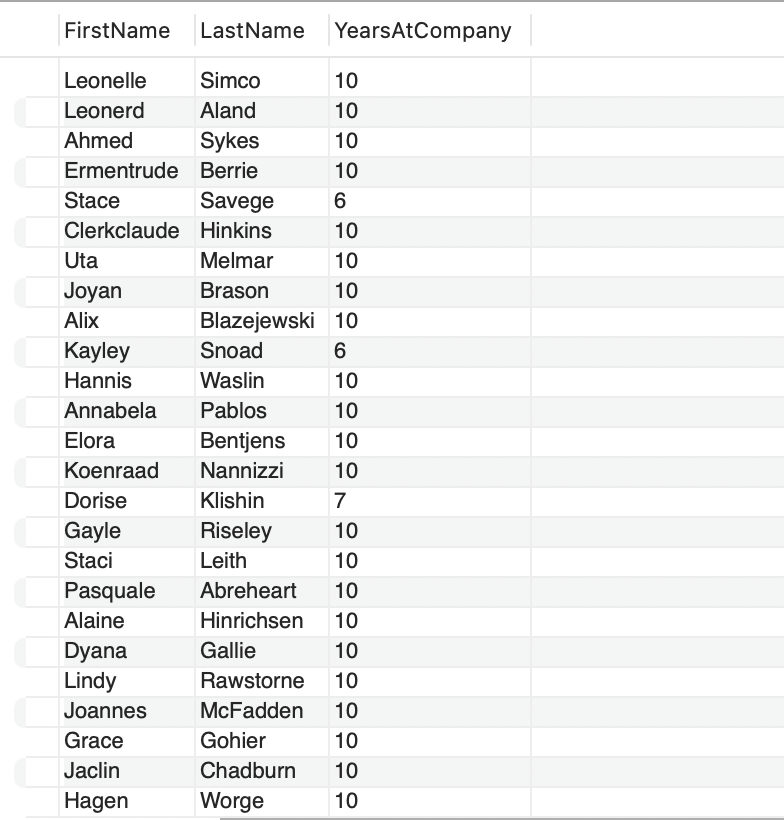 FirstName LastName YearsAtCompany
Leonelle Simco 10
Leonerd Aland 10
Ahmed Sykes 10
Ermentrude Berrie 10
Stace Savege 6
Clerkclaude Hinkins 10
Uta Melmar 10
Joyan Brason 10
Alix Blazejewski 10
Kayley Snoad 6
Hannis Waslin 10
Annabela Pablos 10
Elora Bentjens 10
Koenraad Nannizzi 10
Dorise Klishin 7
Gayle Riseley 10
Staci Leith 10
Pasquale Abreheart 10
Alaine Hinrichsen 10
Dyana Gallie 10
Lindy Rawstorne 10
Joannes McFadden 10
Grace Gohier 10
Jaclin Chadburn 10
Hagen Worge 10